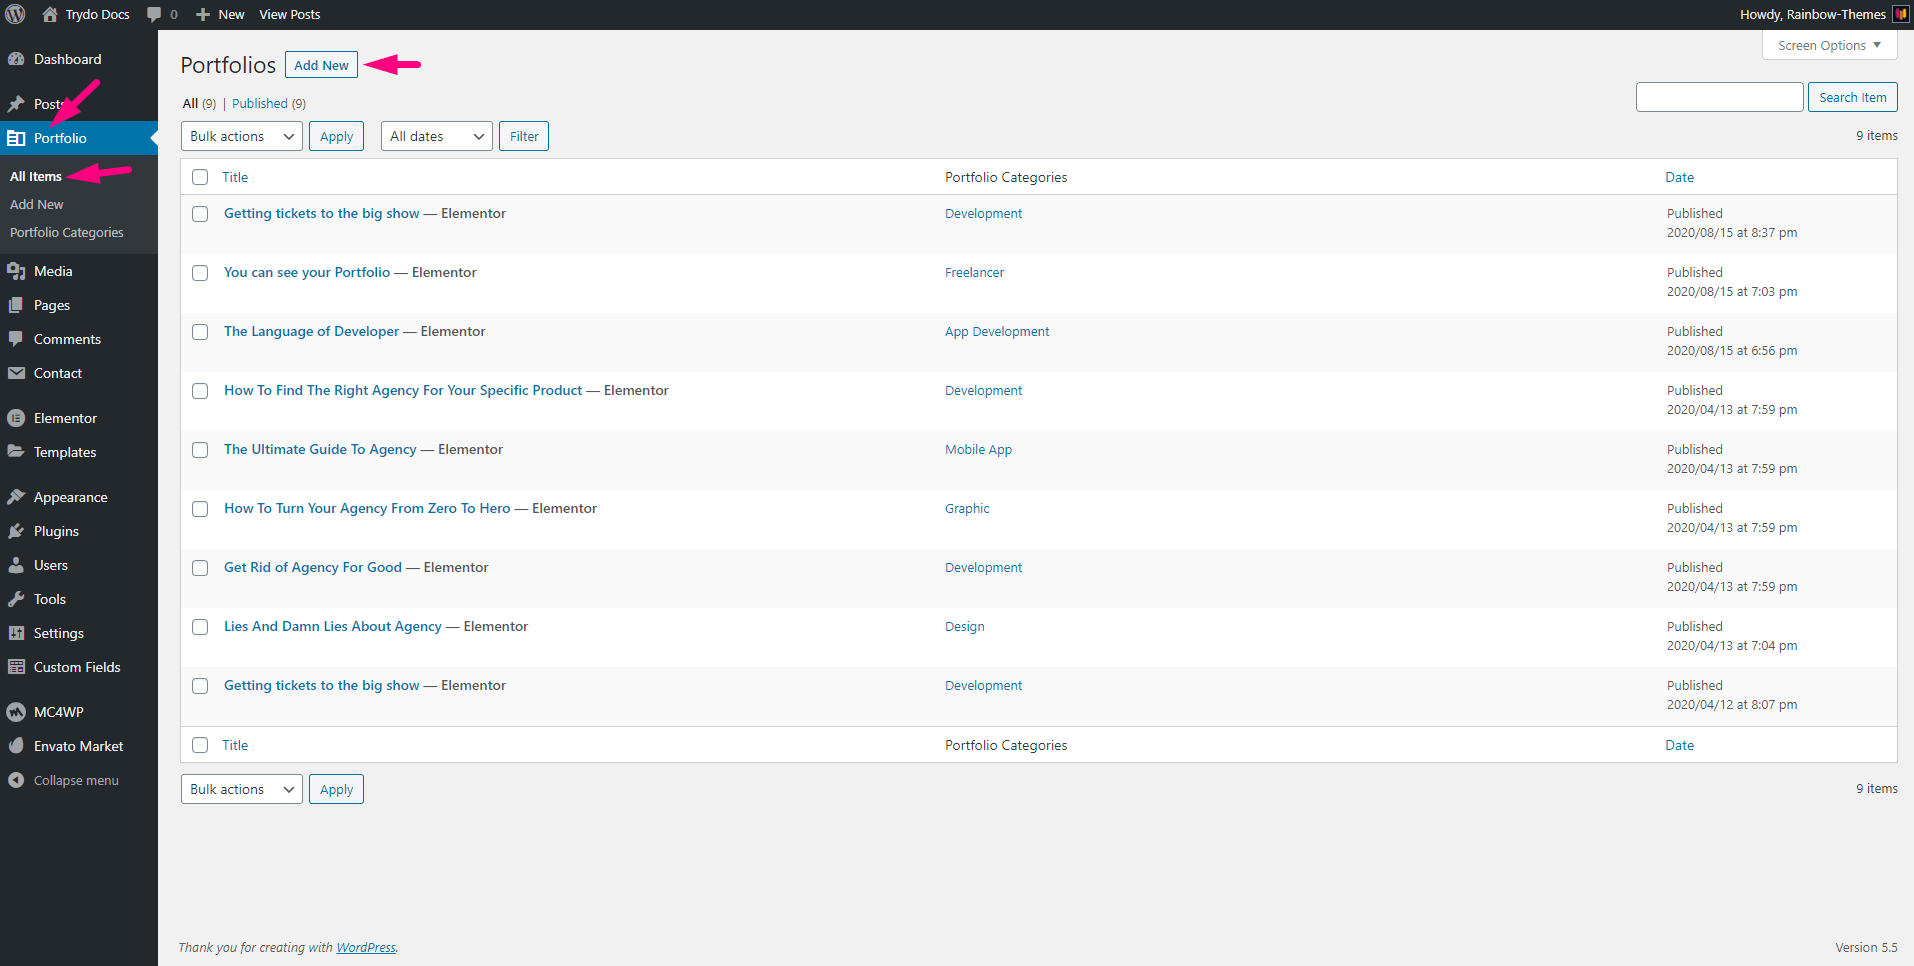 Trydo Docs 0 New View Posts Howdy, Rainbow-Themes
Dashboard
Posts
Portfolio
All Items
Add New
Portfolio Categories
Media
Pages
Comments
Contact
Elementor
Templates
Appearance
Plugins
Users
Tools
Settings
Custom Fields
MC4WP
Envato Market
Collapse menu
Screen Options
Portfolios Add New
All (9) | Published (9)
Search Item
Bulk actions Apply All dates Filter 9 items
Title Portfolio Categories Date
Getting tickets to the big show — Elementor Development Published
2020/08/15 at 8:37 pm
You can see your Portfolio — Elementor Freelancer Published
2020/08/15 at 7:03 pm
The Language of Developer — Elementor App Development Published
2020/08/15 at 6:56 pm
How To Find The Right Agency For Your Specific Product — Elementor Development Published
2020/04/13 at 7:59 pm
The Ultimate Guide To Agency — Elementor Mobile App Published
2020/04/13 at 7:59 pm
How To Turn Your Agency From Zero To Hero — Elementor Graphic Published
2020/04/13 at 7:59 pm
Get Rid of Agency For Good — Elementor Development Published
2020/04/13 at 7:59 pm
Lies And Damn Lies About Agency — Elementor Design Published
2020/04/13 at 7:04 pm
Getting tickets to the big show — Elementor Development Published
2020/04/12 at 8:07 pm
Title Portfolio Categories Date
Bulk actions Apply 9 items
Thank you for creating with WordPress. Version 5.5